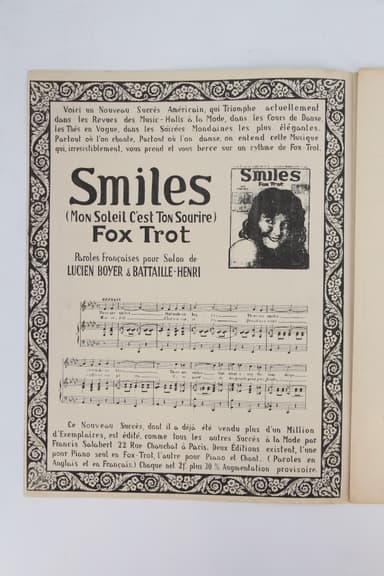 Voici un Nouveau Succès Américain, qui Triomphe actuellement
dans les Revues des Music-Halls à la Mode, dans les Cours de Danse,
les Thés en Vogue, dans les Soirées Mondaines les plus élégantes.
Partout où l'on chante, Partout où l'on danse, on entend cette Musique
qui, irrésistiblement, vous prend et vous berce sur un rythme de Fox-Trot.
Smiles
(Mon Soleil C'est Ton Sourire)
Fox Trot
Smiles
Fox Trot
Paroles Françaises pour Salon de
LUCIEN BOYER & BATTAILLE-HENRI
REFRAIN
Ce Nouveau Succès, dont il a déjà été vendu plus d'un Million
d'Exemplaires, est édité, comme tous les autres Succès à la Mode par
Francis Salabert 22 Rue Chauchat à Paris. Deux Éditions existent, l'une
pour Piano seul en Fox-Trot, l'autre pour Piano et Chant. (Paroles en
Anglais et en Français.) Chaque net 2f. plus 30 % Augmentation provisoire.